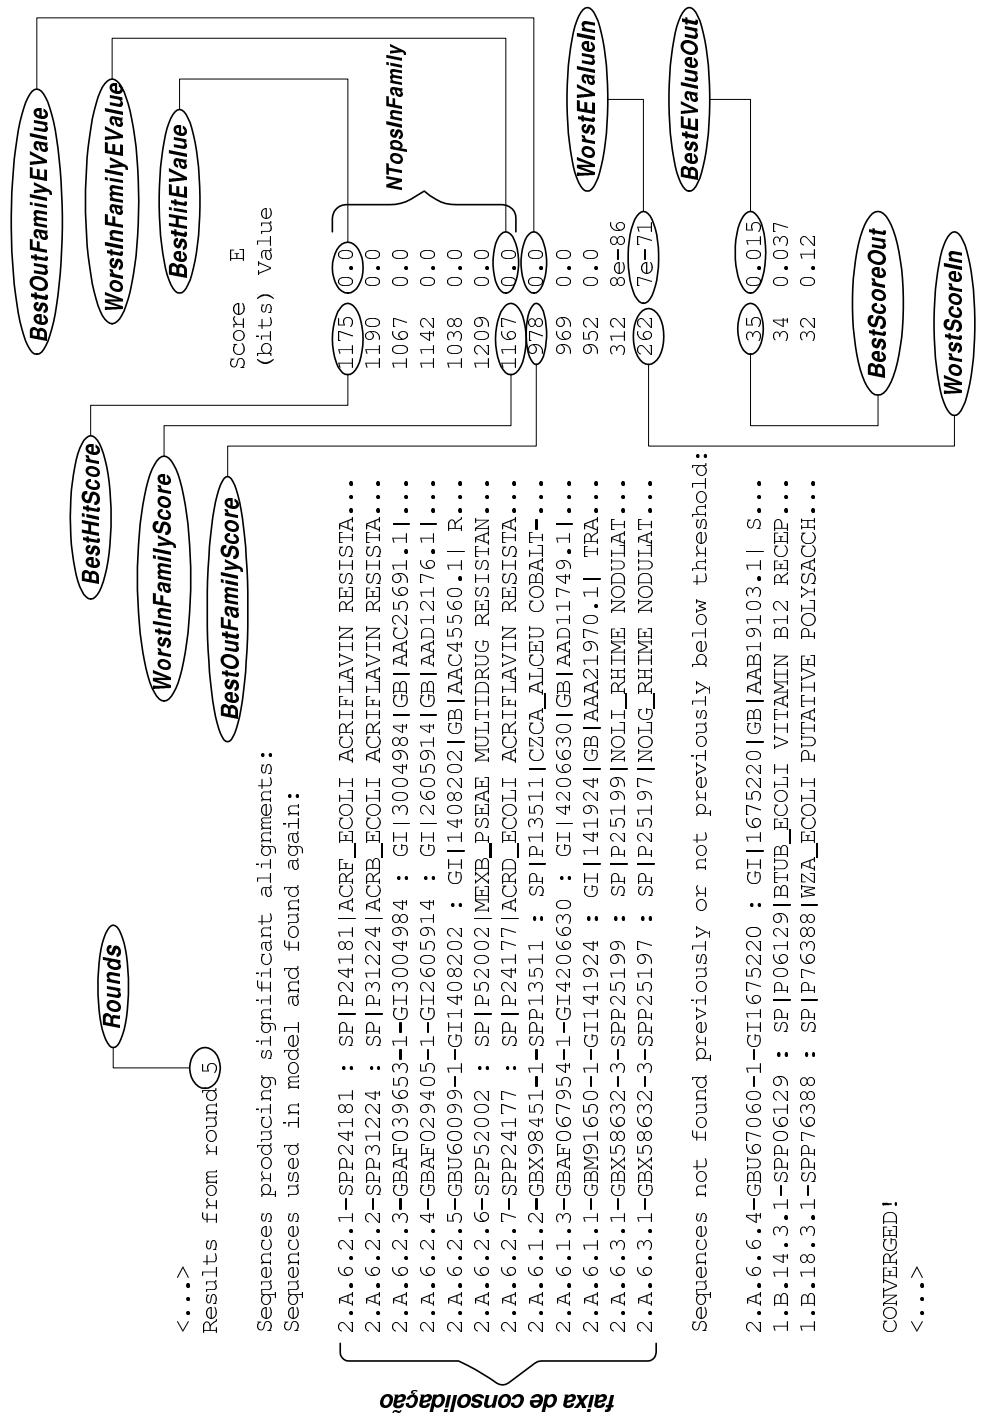 BestOutFamilyEValue
WorstInFamilyEValue
BestHitEValue
NTopsInFamily
WorstEValueIn
BestEValueOut
BestHitScore
WorstInFamilyScore
BestOutFamilyScore
BestScoreOut
WorstScoreIn
Rounds
faixa de consolidação
<...>
Results from round 5
Score E
Sequences producing significant alignments: (bits) Value
Sequences used in model and found again:
2.A.6.2.1-SPP24181 : SP|P24181|ACRF_ECOLI ACRIFLAVIN RESISTA... 1175 0.0
2.A.6.2.2-SPP31224 : SP|P31224|ACRB_ECOLI ACRIFLAVIN RESISTA... 1190 0.0
2.A.6.2.3-GBAF039653-1-GI3004984 : GI|3004984|GB|AAC25691.1|... 1067 0.0
2.A.6.2.4-GBAF029405-1-GI2605914 : GI|2605914|GB|AAD12176.1|... 1142 0.0
2.A.6.2.5-GBU60099-1-GI1408202 : GI|1408202|GB|AAC45560.1| R... 1038 0.0
2.A.6.2.6-SPP52002 : SP|P52002|MEXB_PSEAE MULTIDRUG RESISTAN... 1209 0.0
2.A.6.2.7-SPP24177 : SP|P24177|ACRD_ECOLI ACRIFLAVIN RESISTA... 1167 0.0
2.A.6.1.2-GBX98451-1-SPP13511 : SP|P13511|CZCA_ALCEU COBALT-... 978 0.0
2.A.6.1.3-GBAF067954-1-GI4206630 : GI|4206630|GB|AAD11749.1|... 969 0.0
2.A.6.1.1-GBM91650-1-GI141924 : GI|141924|GB|AAA21970.1| TRA... 952 0.0
2.A.6.3.1-GBX58632-3-SPP25199 : SP|P25199|NOLI_RHIME NODULAT... 312 8e-86
2.A.6.3.1-GBX58632-3-SPP25197 : SP|P25197|NOLG_RHIME NODULAT... 262 7e-71
Sequences not found previously or not previously below threshold:
2.A.6.6.4-GBU67060-1-GI1675220 : GI|1675220|GB|AAB19103.1| S... 35 0.015
1.B.14.3.1-SPP06129 : SP|P06129|BTUB_ECOLI VITAMIN B12 RECEP... 34 0.037
1.B.18.3.1-SPP76388 : SP|P76388|WZA_ECOLI PUTATIVE POLYSACCH... 32 0.12
CONVERGED!
<...>